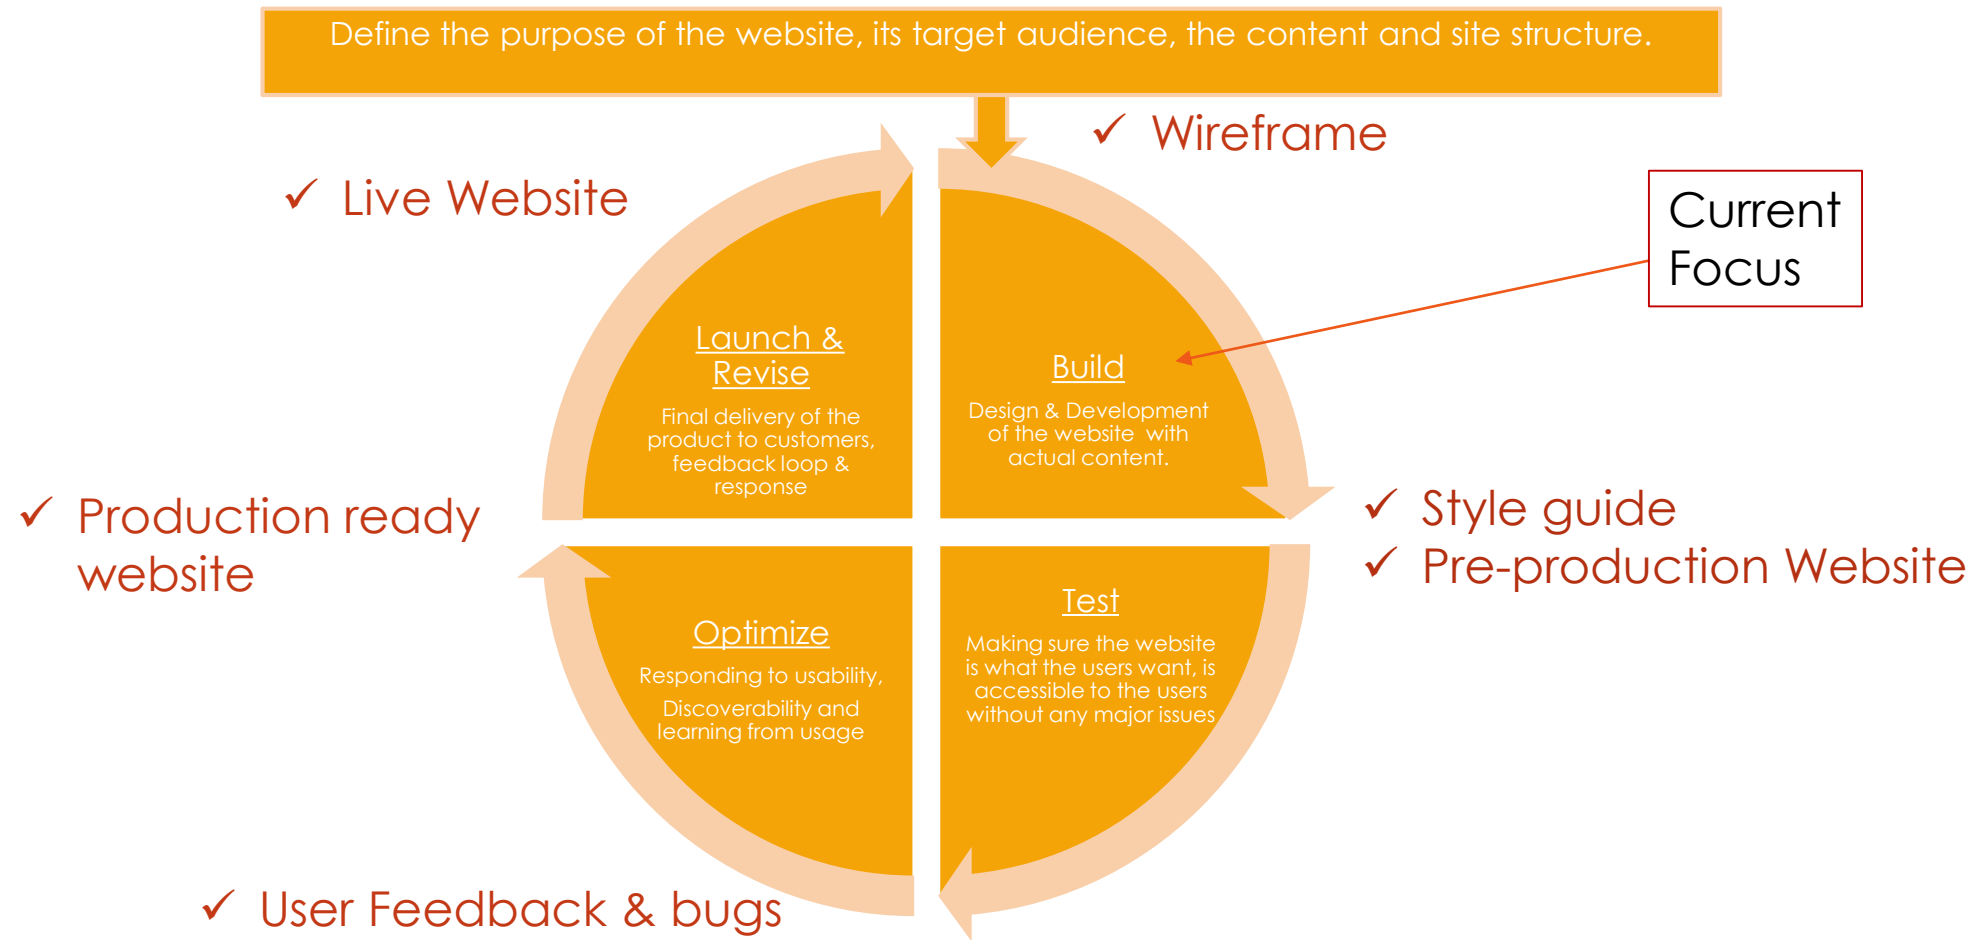 Define the purpose of the website, its target audience, the content and site structure.
✓ Wireframe
✓ Live Website
Current
Focus
Launch &
Revise
Final delivery of the
product to customers,
feedback loop &
response
Build
Design & Development
of the website with
actual content.
✓ Production ready
website
✓ Style guide
✓ Pre-production Website
Optimize
Responding to usability,
Discoverability and
learning from usage
Test
Making sure the website
is what the users want, is
accessible to the users
without any major issues
✓ User Feedback & bugs